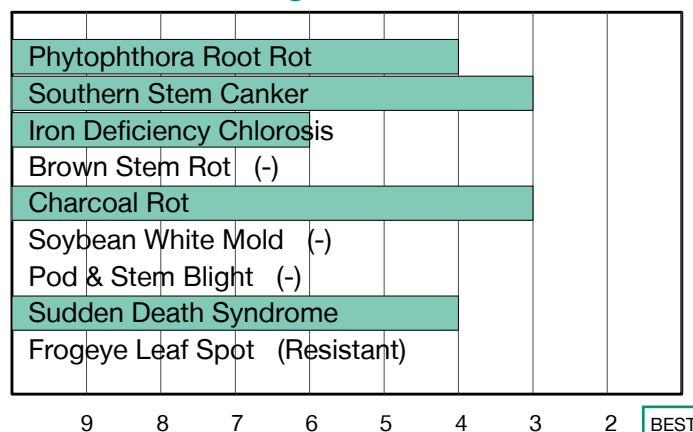 Phytophthora Root Rot
Southern Stem Canker
Iron Deficiency Chlorosis
Brown Stem Rot (-)
Charcoal Rot
Soybean White Mold (-)
Pod & Stem Blight (-)
Sudden Death Syndrome
Frogeye Leaf Spot (Resistant)
9 8 7 6 5 4 3 2 BEST